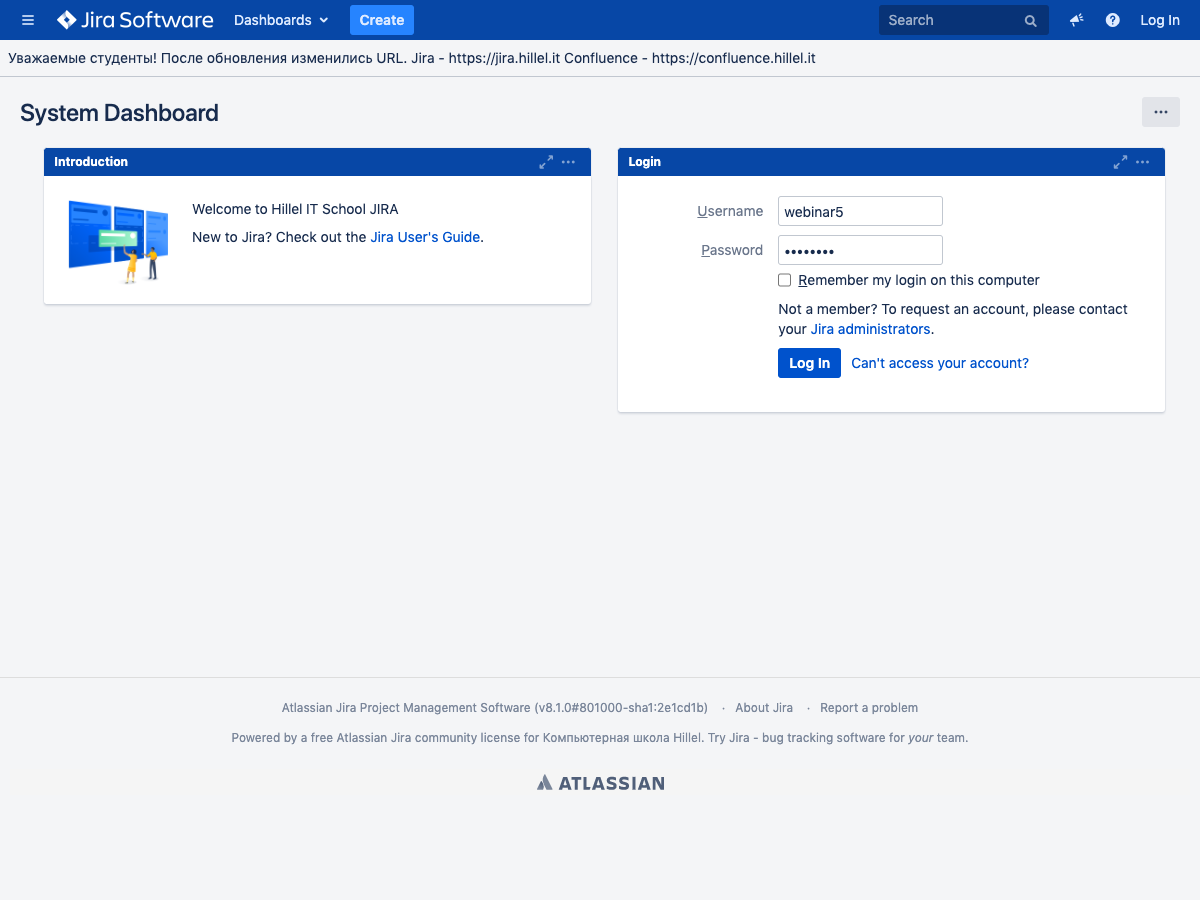 Jira Software Dashboards Create Search Log In
Уважаемые студенты! После обновления изменились URL. Jira - https://jira.hillel.it Confluence - https://confluence.hillel.it
System Dashboard
Introduction
Welcome to Hillel IT School JIRA
New to Jira? Check out the Jira User's Guide.
Login
Username webinar5
Password ••••••••
Remember my login on this computer
Not a member? To request an account, please contact
your Jira administrators.
Log In Can't access your account?
Atlassian Jira Project Management Software (v8.1.0#801000-sha1:2e1cd1b) · About Jira · Report a problem
Powered by a free Atlassian Jira community license for Компьютерная школа Hillel. Try Jira - bug tracking software for your team.
ATLASSIAN